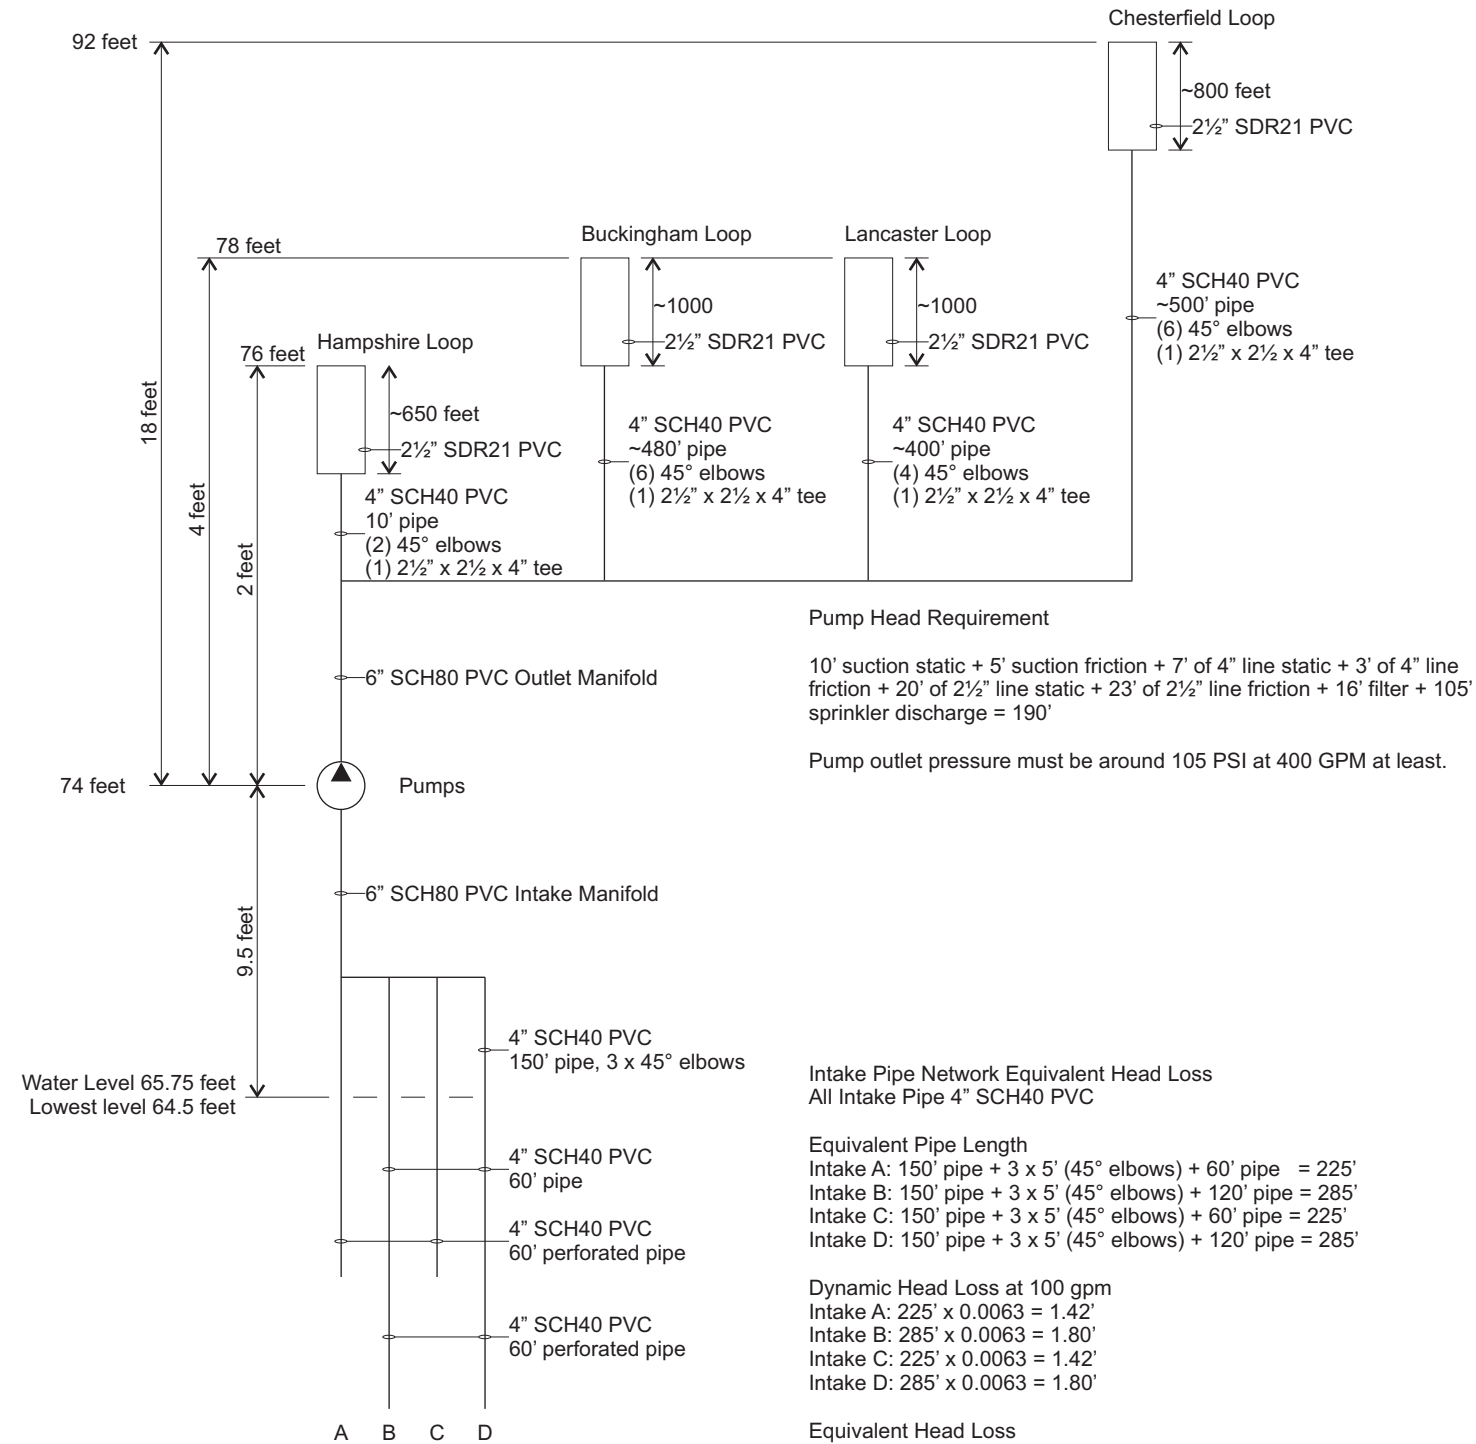 Chesterfield Loop
92 feet
~800 feet
2½” SDR21 PVC
Buckingham Loop
Lancaster Loop
78 feet
4” SCH40 PVC
~500’ pipe
(6) 45° elbows
(1) 2½” x 2½ x 4” tee
~1000
2½” SDR21 PVC
~1000
2½” SDR21 PVC
76 feet
Hampshire Loop
18 feet
~650 feet
2½” SDR21 PVC
4” SCH40 PVC
~480’ pipe
(6) 45° elbows
(1) 2½” x 2½ x 4” tee
4” SCH40 PVC
~400’ pipe
(4) 45° elbows
(1) 2½” x 2½ x 4” tee
4 feet
2 feet
4” SCH40 PVC
10’ pipe
(2) 45° elbows
(1) 2½” x 2½ x 4” tee
Pump Head Requirement
10’ suction static + 5’ suction friction + 7’ of 4” line static + 3’ of 4” line
friction + 20’ of 2½” line static + 23’ of 2½” line friction + 16’ filter + 105’
sprinkler discharge = 190’
Pump outlet pressure must be around 105 PSI at 400 GPM at least.
6” SCH80 PVC Outlet Manifold
74 feet
Pumps
6” SCH80 PVC Intake Manifold
9.5 feet
4” SCH40 PVC
150’ pipe, 3 x 45° elbows
Water Level 65.75 feet
Lowest level 64.5 feet
4” SCH40 PVC
60’ pipe
4” SCH40 PVC
60’ perforated pipe
4” SCH40 PVC
60’ perforated pipe
A B C D
Intake Pipe Network Equivalent Head Loss
All Intake Pipe 4” SCH40 PVC
Equivalent Pipe Length
Intake A: 150’ pipe + 3 x 5’ (45° elbows) + 60’ pipe = 225’
Intake B: 150’ pipe + 3 x 5’ (45° elbows) + 120’ pipe = 285’
Intake C: 150’ pipe + 3 x 5’ (45° elbows) + 60’ pipe = 225’
Intake D: 150’ pipe + 3 x 5’ (45° elbows) + 120’ pipe = 285’
Dynamic Head Loss at 100 gpm
Intake A: 225’ x 0.0063 = 1.42’
Intake B: 285’ x 0.0063 = 1.80’
Intake C: 225’ x 0.0063 = 1.42’
Intake D: 285’ x 0.0063 = 1.80’
Equivalent Head Loss